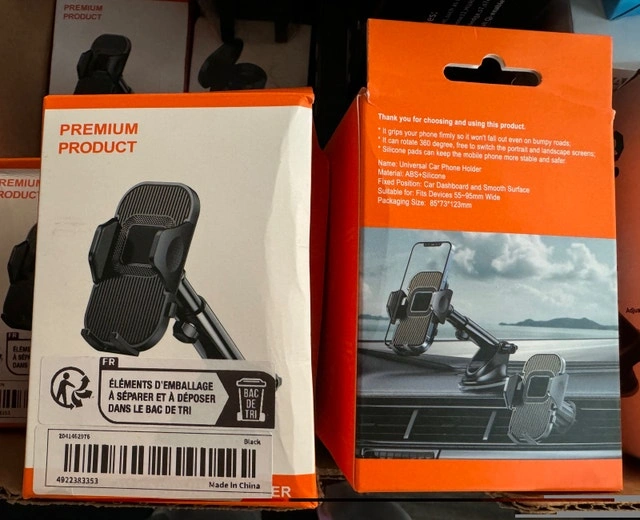 PREMIUM
PRODUCT
PREMIUM
PRODUCT
FR
ÉLÉMENTS D'EMBALLAGE
À SÉPARER ET À DÉPOSER
DANS LE BAC DE TRI
BAC
DE
TRI
Black
4922383353
Made In China
ER
Thank you for choosing and using this product.
* It grips your phone firmly so it won't fall out even on bumpy roads;
* It can rotate 360 degree, free to switch the portrait and landscape screens;
* Silicone pads can keep the mobile phone more stable and safer.
Name: Universal Car Phone Holder
Material: ABS+Silicone
Fixed Position: Car Dashboard and Smooth Surface
Suitable for: Fits Devices 55~95mm Wide
Packaging Size: 85*73*123mm
FR